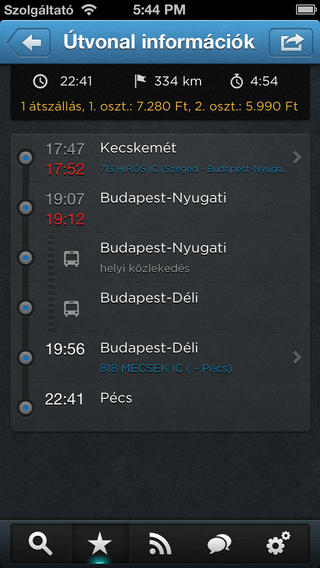 Szolgáltató 5:44 PM
Útvonal információk
22:41 334 km 4:54
1 átszállás, 1. oszt.: 7.280 Ft, 2. oszt.: 5.990 Ft
17:47 Kecskemét
17:52 713 HIRÖS IC (Szeged - Budapest-Nyuga...
19:07 Budapest-Nyugati
19:12
Budapest-Nyugati
helyi közlekedés
Budapest-Déli
19:56 Budapest-Déli
818 MECSEK IC ( - Pécs)
22:41 Pécs